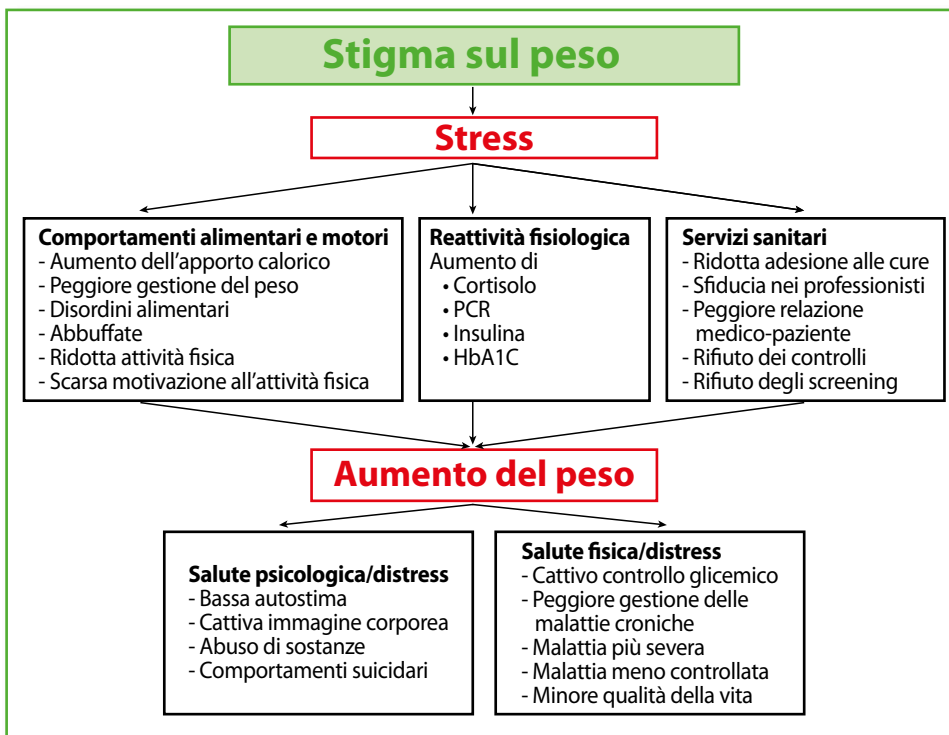 Stigma sul peso
Stress
Comportamenti alimentari e motori
- Aumento dell'apporto calorico
- Peggiore gestione del peso
- Disordini alimentari
- Abbuffate
- Ridotta attività fisica
- Scarsa motivazione all'attività fisica
Reattività fisiologica
Aumento di
• Cortisolo
• PCR
• Insulina
• HbA1C
Servizi sanitari
- Ridotta adesione alle cure
- Sfiducia nei professionisti
- Peggiore relazione
medico-paziente
- Rifiuto dei controlli
- Rifiuto degli screening
Aumento del peso
Salute psicologica/distress
- Bassa autostima
- Cattiva immagine corporea
- Abuso di sostanze
- Comportamenti suicidari
Salute fisica/distress
- Cattivo controllo glicemico
- Peggiore gestione delle
malattie croniche
- Malattia più severa
- Malattia meno controllata
- Minore qualità della vita